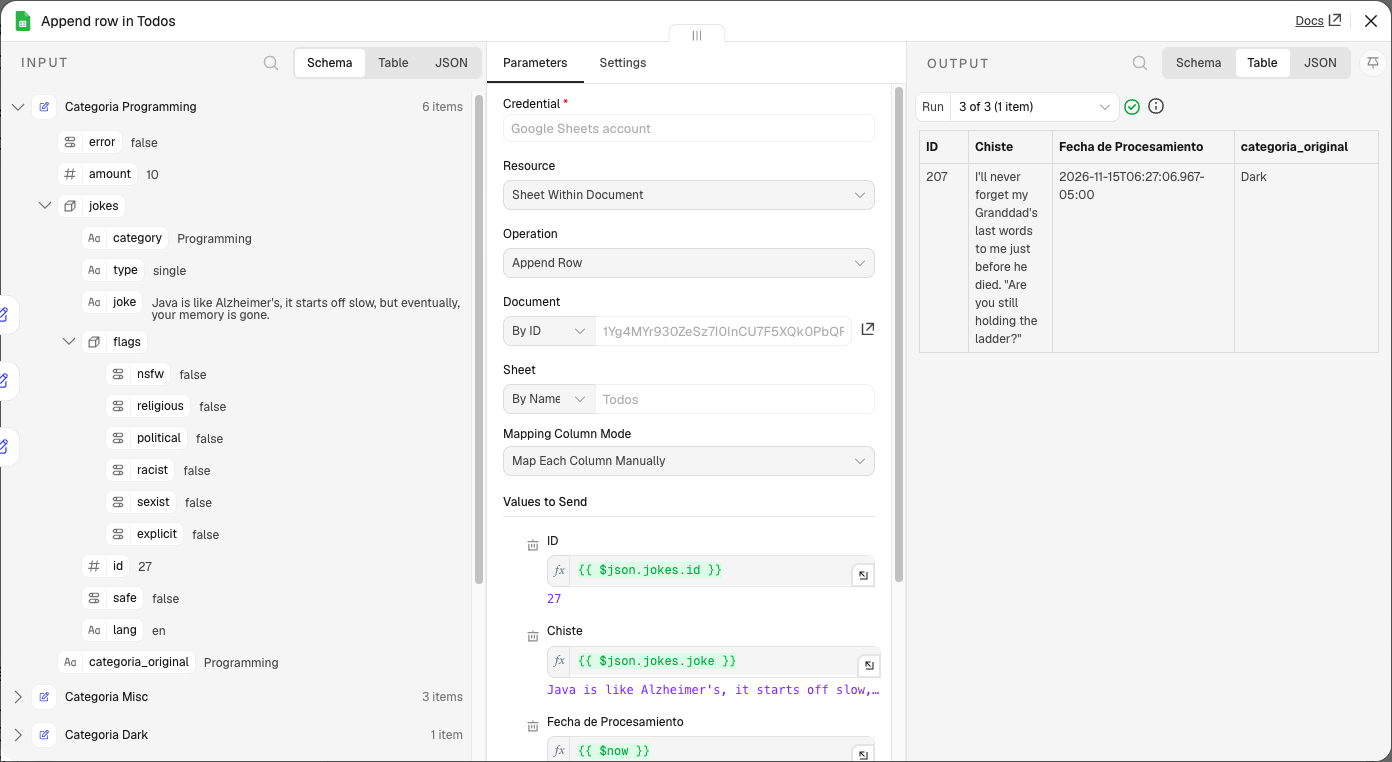 Append row in Todos
Docs
INPUT
Schema
Table
JSON
Categoria Programming
6 items
error
false
amount
10
jokes
category
Programming
type
single
joke
Java is like Alzheimer's, it starts off slow, but eventually,
your memory is gone.
flags
nsfw
false
religious
false
political
false
racist
false
sexist
false
explicit
false
id
27
safe
false
lang
en
categoria_original
Programming
Categoria Misc
3 items
Categoria Dark
1 item
Parameters
Settings
Credential *
Google Sheets account
Resource
Sheet Within Document
Operation
Append Row
Document
By ID
1Yg4MYr930ZeSz7I0InCU7F5XQk0PbQF
Sheet
By Name
Todos
Mapping Column Mode
Map Each Column Manually
Values to Send
ID
fx
{{ $json.jokes.id }}
27
Chiste
fx
{{ $json.jokes.joke }}
Java is like Alzheimer's, it starts off slow,…
Fecha de Procesamiento
fx
{{ $now }}
OUTPUT
Schema
Table
JSON
Run
3 of 3 (1 item)
ID
Chiste
Fecha de Procesamiento
categoria_original
207
I'll never
forget my
Granddad's
last words
to me just
before he
died. "Are
you still
holding the
ladder?"
2026-11-15T06:27:06.967-
05:00
Dark